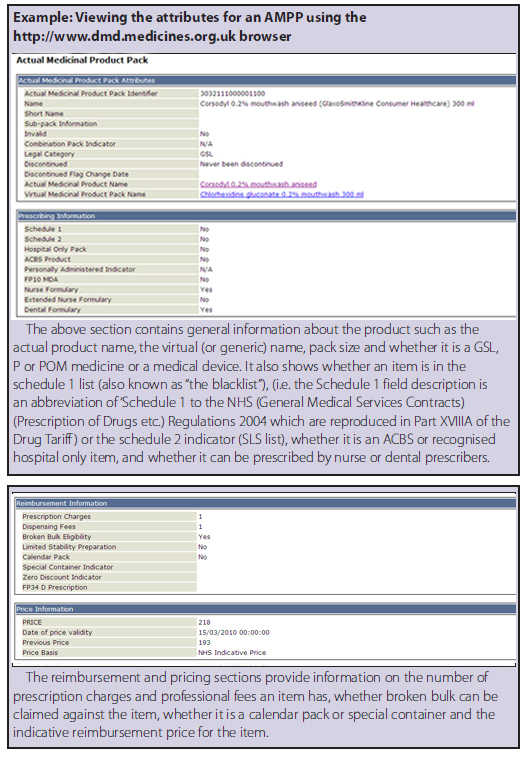 Example: Viewing the attributes for an AMPP using the
http://www.dmd.medicines.org.uk browser
Actual Medicinal Product Pack
Actual Medicinal Product Pack Attributes
Actual Medicinal Product Pack Identifier 3032111000001100
Name Corsodyl 0.2% mouthwash aniseed (GlaxoSmithKline Consumer Healthcare) 300 ml
Short Name
Sub-pack Information
Invalid No
Combination Pack Indicator N/A
Legal Category GSL
Discontinued Never been discontinued
Discontinued Flag Change Date
Actual Medicinal Product Name Corsodyl 0.2% mouthwash aniseed
Virtual Medicinal Product Pack Name Chlorhexidine gluconate 0.2% mouthwash 300 ml
Prescribing Information
Schedule 1 No
Schedule 2 No
Hospital Only Pack No
ACBS Product No
Personally Administered Indicator N/A
FP10 MDA No
Nurse Formulary Yes
Extended Nurse Formulary No
Dental Formulary Yes
The above section contains general information about the product such as the
actual product name, the virtual (or generic) name, pack size and whether it is a GSL,
P or POM medicine or a medical device. It also shows whether an item is in the
schedule 1 list (also known as “the blacklist”), (i.e. the Schedule 1 field description is
an abbreviation of ‘Schedule 1 to the NHS (General Medical Services Contracts)
(Prescription of Drugs etc.) Regulations 2004 which are reproduced in Part XVIIIA of the
Drug Tariff) or the schedule 2 indicator (SLS list), whether it is an ACBS or recognised
hospital only item, and whether it can be prescribed by nurse or dental prescribers.
Reimbursement Information
Prescription Charges 1
Dispensing Fees 1
Broken Bulk Eligibility Yes
Limited Stability Preparation No
Calendar Pack No
Special Container Indicator
Zero Discount Indicator
FP34 D Prescription
Price Information
PRICE 218
Date of price validity 15/03/2010 00:00:00
Previous Price 193
Price Basis NHS Indicative Price
The reimbursement and pricing sections provide information on the number of
prescription charges and professional fees an item has, whether broken bulk can be
claimed against the item, whether it is a calendar pack or special container and the
indicative reimbursement price for the item.